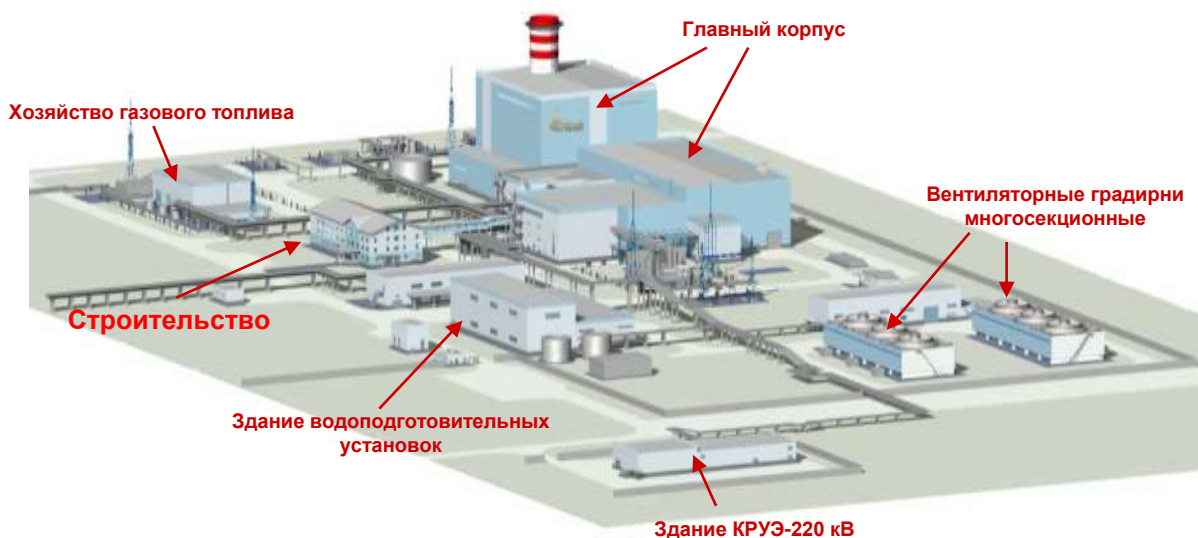 Главный корпус
Хозяйство газового топлива
Вентиляторные градирни
многосекционные
Строительство
Здание водоподготовительных
установок
Здание КРУЭ-220 кВ